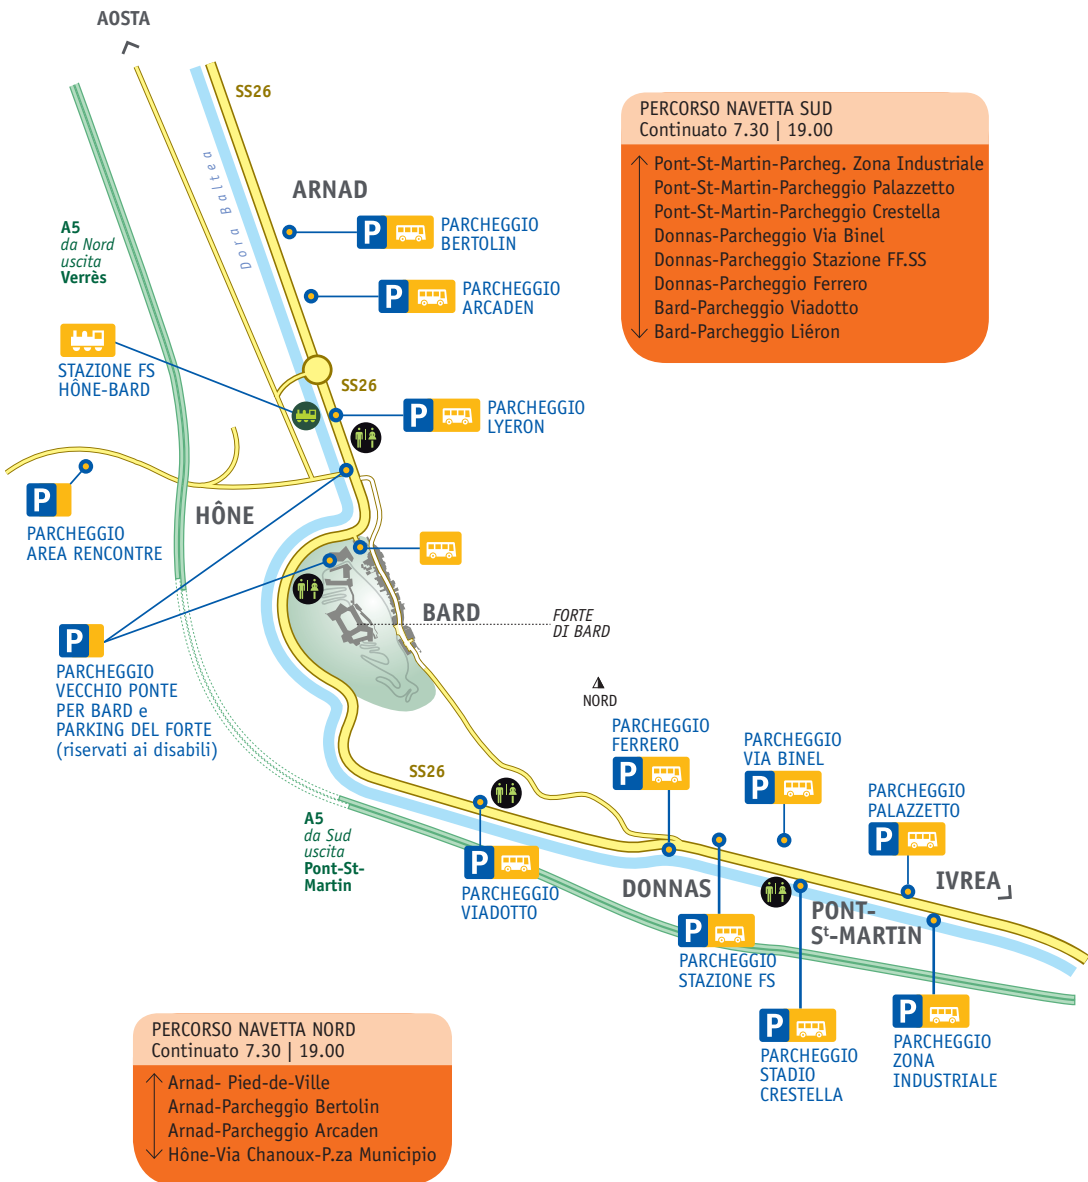 AOSTA
SS26
Dora Baltea
ARNAD
P
PARCHEGGIO
BERTOLIN
P
PARCHEGGIO
ARCADEN
A5
da Nord
uscita
Verrès
STAZIONE FS
HÔNE-BARD
SS26
P
PARCHEGGIO
LYERON
PERCORSO NAVETTA SUD
Continuato 7.30 | 19.00
Pont-St-Martin-Parcheg. Zona Industriale
Pont-St-Martin-Parcheggio Palazzetto
Pont-St-Martin-Parcheggio Crestella
Donnas-Parcheggio Via Binel
Donnas-Parcheggio Stazione FF.SS
Donnas-Parcheggio Ferrero
Bard-Parcheggio Viadotto
Bard-Parcheggio Liéron
P
PARCHEGGIO
AREA RENCONTRE
HÔNE
BARD
FORTE
DI BARD
P
PARCHEGGIO
VECCHIO PONTE
PER BARD e
PARKING DEL FORTE
(riservati ai disabili)
NORD
SS26
A5
da Sud
uscita
Pont-St-
Martin
P
PARCHEGGIO
VIADOTTO
PARCHEGGIO
FERRERO
P
PARCHEGGIO
VIA BINEL
P
PARCHEGGIO
PALAZZETTO
P
DONNAS
IVREA
PONT-
St-MARTIN
P
PARCHEGGIO
STAZIONE FS
P
PARCHEGGIO
STADIO
CRESTELLA
P
PARCHEGGIO
ZONA
INDUSTRIALE
PERCORSO NAVETTA NORD
Continuato 7.30 | 19.00
Arnad- Pied-de-Ville
Arnad-Parcheggio Bertolin
Arnad-Parcheggio Arcaden
Hône-Via Chanoux-P.za Municipio